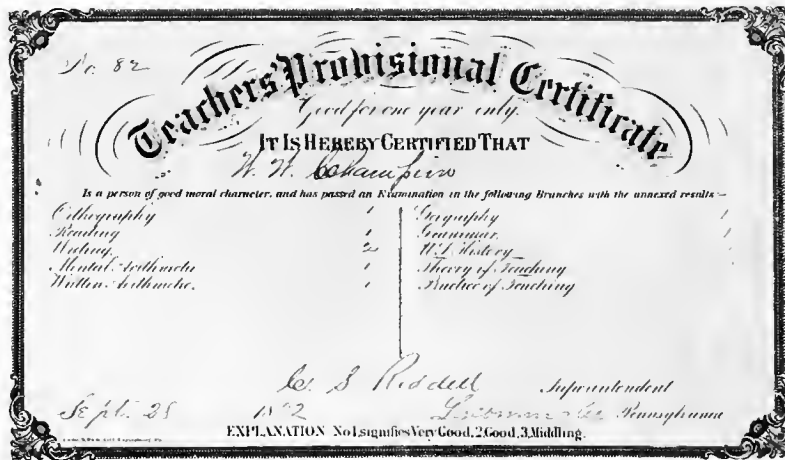 No. 82
Teachers' Provisional Certificate
Good for one year only.
IT IS HEREBY CERTIFIED THAT
W. W. Champion
Is a person of good moral character, and has passed an Examination in the following Branches with the annexed results:-
Orthography 1
Reading 1
Writing 2
Mental Arithmetic 1
Written Arithmetic. 1
Geography 1
Grammar. 1
U.S. History
Theory of Teaching
Practice of Teaching
S Riddell Superintendent
Sept. Pennsylvania
EXPLANATION No 1, signifies Very Good, 2, Good, 3, Middling.